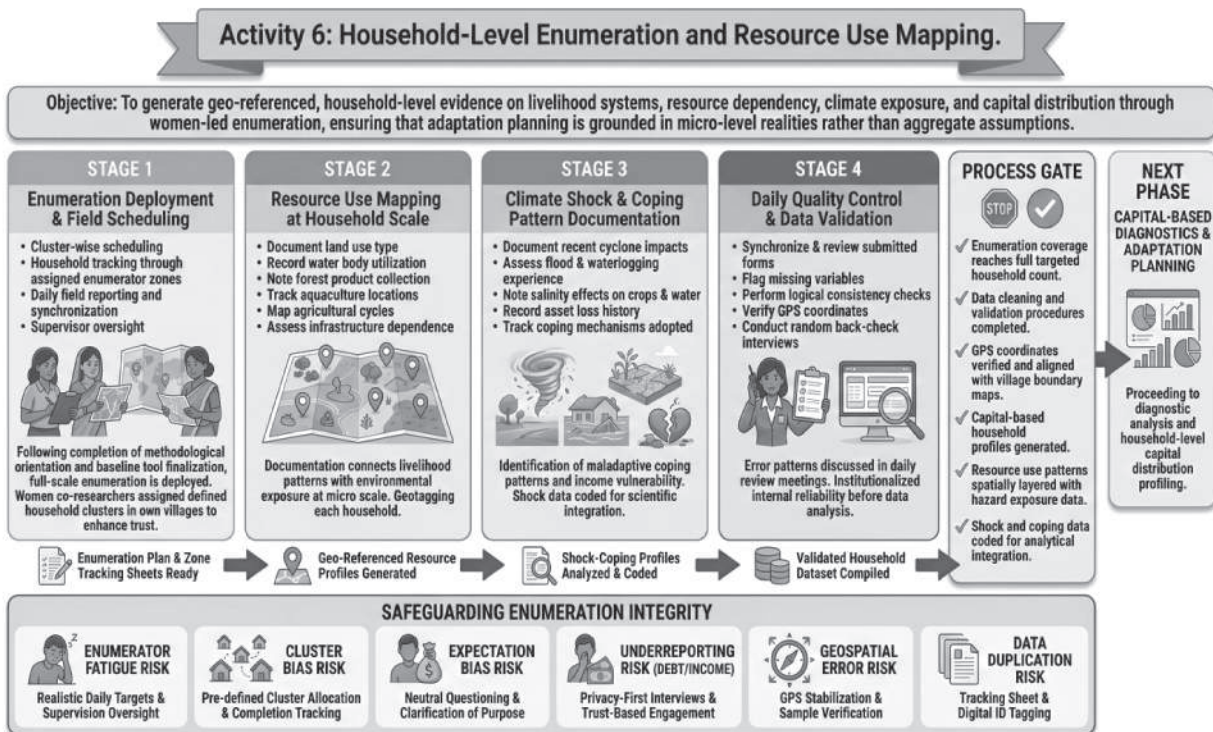 Activity 6: Household-Level Enumeration and Resource Use Mapping.
Objective: To generate geo-referenced, household-level evidence on livelihood systems, resource dependency, climate exposure, and capital distribution through
women-led enumeration, ensuring that adaptation planning is grounded in micro-level realities rather than aggregate assumptions.
STAGE 1
Enumeration Deployment
& Field Scheduling
• Cluster-wise scheduling
• Household tracking through
assigned enumerator zones
• Daily field reporting and
synchronization
• Supervisor oversight
Following completion of methodological
orientation and baseline tool finalization,
full-scale enumeration is deployed.
Women co-researchers assigned defined
household clusters in own villages to
enhance trust.
Enumeration Plan & Zone
Tracking Sheets Ready
STAGE 2
Resource Use Mapping
at Household Scale
• Document land use type
• Record water body utilization
• Note forest product collection
• Track aquaculture locations
• Map agricultural cycles
• Assess infrastructure dependence
Documentation connects livelihood
patterns with environmental
exposure at micro scale. Geotagging
each household.
Geo-Referenced Resource
Profiles Generated
STAGE 3
Climate Shock & Coping
Pattern Documentation
• Document recent cyclone impacts
• Assess flood & waterlogging
experience
• Note salinity effects on crops & water
• Record asset loss history
• Track coping mechanisms adopted
Identification of maladaptive coping
patterns and income vulnerability.
Shock data coded for scientific
integration.
Shock-Coping Profiles
Analyzed & Coded
STAGE 4
Daily Quality Control
& Data Validation
• Synchronize & review submitted
forms
• Flag missing variables
• Perform logical consistency checks
• Verify GPS coordinates
• Conduct random back-check
interviews
Error patterns discussed in daily
review meetings. Institutionalized
internal reliability before data
analysis.
Validated Household
Dataset Compiled
PROCESS GATE
STOP
✓ Enumeration coverage
reaches full targeted
household count.
✓ Data cleaning and
validation procedures
completed.
✓ GPS coordinates
verified and aligned
with village boundary
maps.
✓ Capital-based
household
profiles generated.
✓ Resource use patterns
spatially layered with
hazard exposure data.
✓ Shock and coping data
coded for analytical
integration.
NEXT
PHASE
CAPITAL-BASED
DIAGNOSTICS &
ADAPTATION
PLANNING
Proceeding to
diagnostic
analysis and
household-level
capital
distribution
profiling.
SAFEGUARDING ENUMERATION INTEGRITY
ENUMERATOR
FATIGUE RISK
Realistic Daily Targets &
Supervision Oversight
CLUSTER
BIAS RISK
Pre-defined Cluster Allocation
& Completion Tracking
EXPECTATION
BIAS RISK
Neutral Questioning &
Clarification of Purpose
UNDERREPORTING
RISK (DEBT/INCOME)
Privacy-First Interviews &
Trust-Based Engagement
GEOSPATIAL
ERROR RISK
GPS Stabilization &
Sample Verification
DATA
DUPLICATION
RISK
Tracking Sheet &
Digital ID Tagging